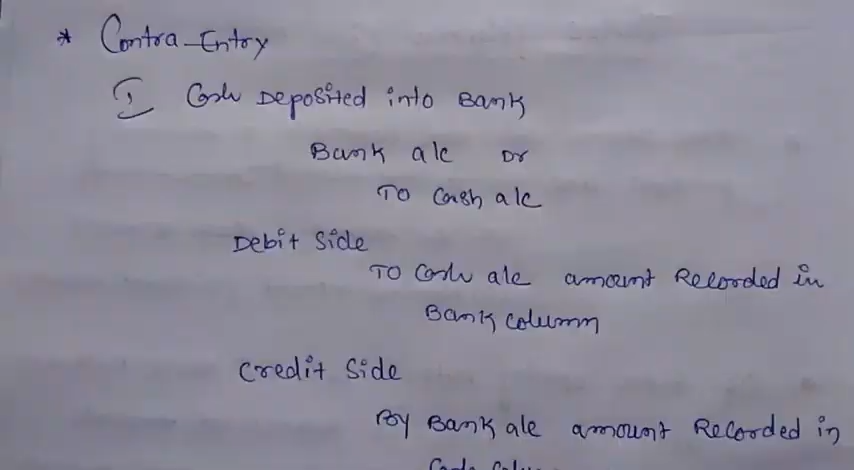 * Contra-Entry
I Cash Deposited into Bank
Bank a/c Dr
To Cash a/c
Debit Side
To Cash a/c amount Recorded in
Bank column
Credit Side
By Bank a/c amount Recorded in